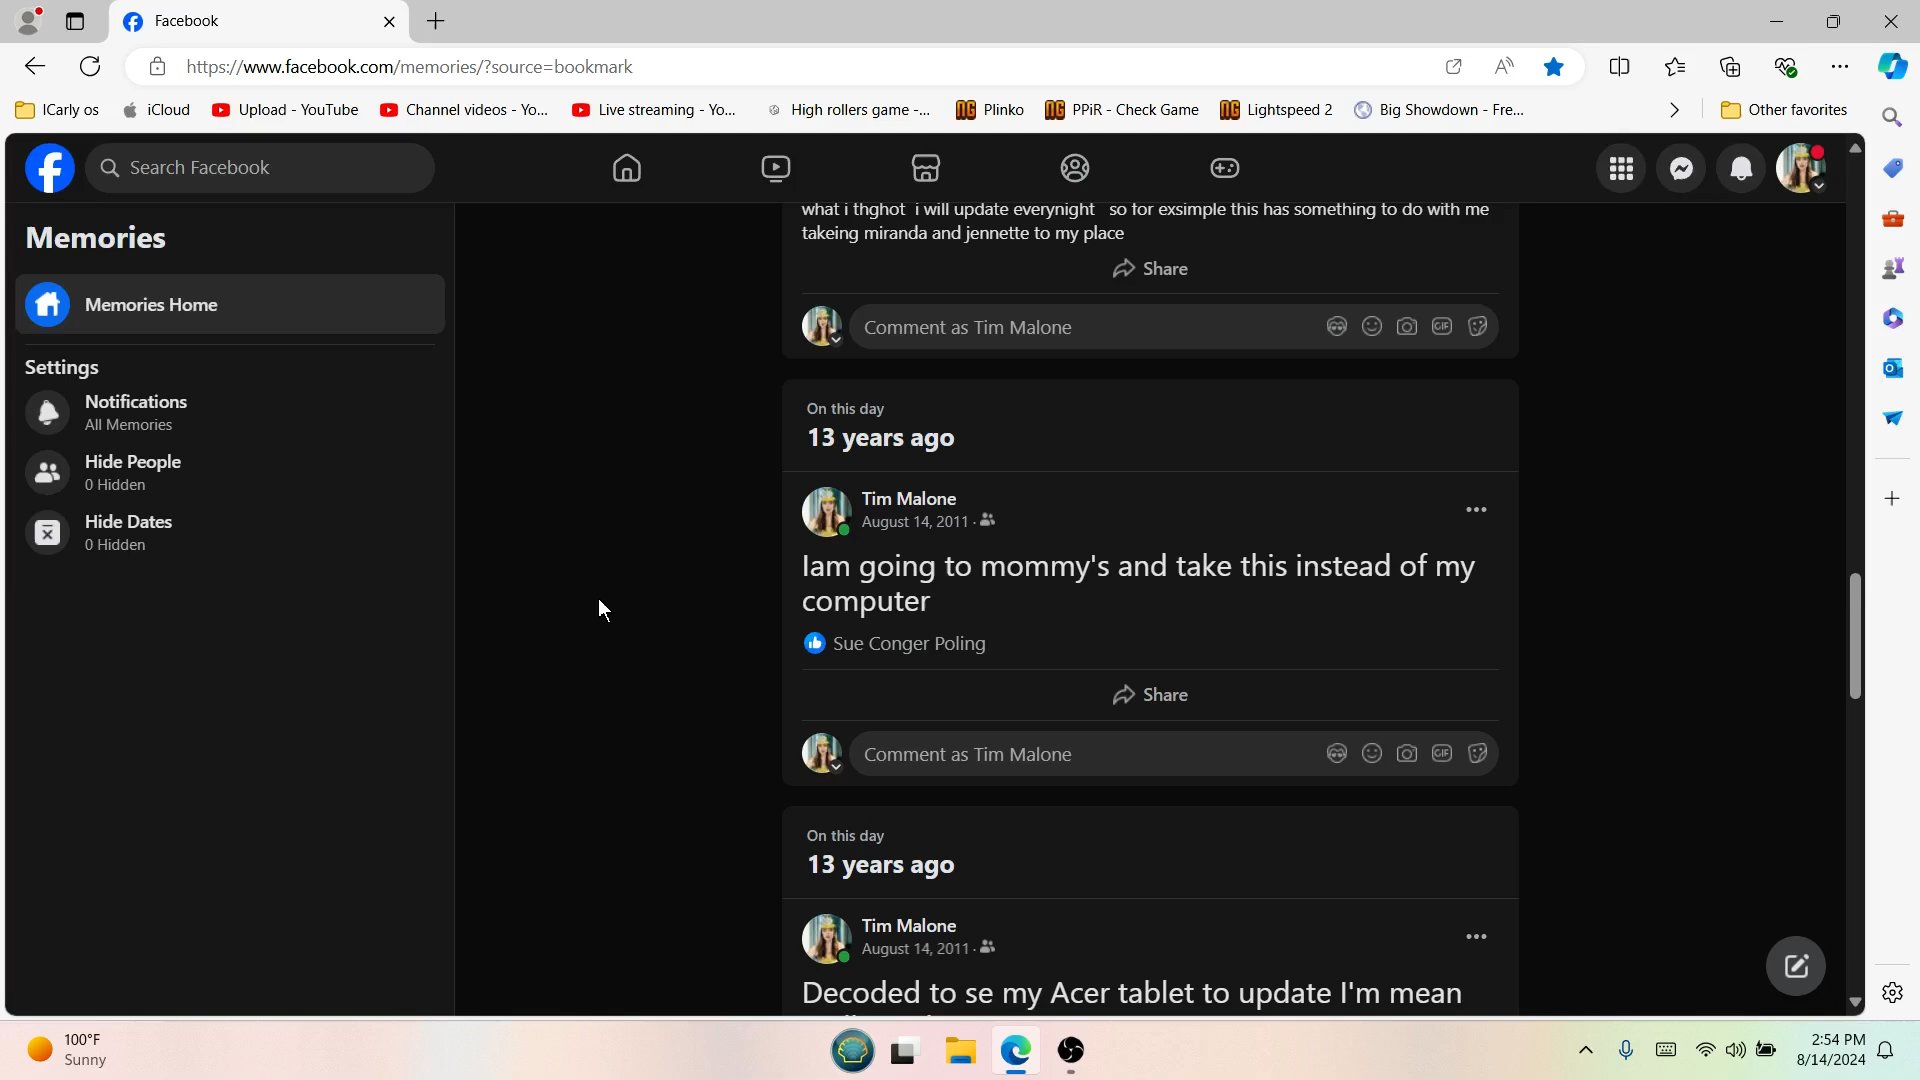 Facebook
https://www.facebook.com/memories/?source=bookmark
ICarly os
iCloud
Upload - YouTube
Channel videos - Yo...
Live streaming - Yo...
High rollers game -...
Plinko
PPiR - Check Game
Lightspeed 2
Big Showdown - Fre...
Other favorites
Search Facebook
Memories
Memories Home
Settings
Notifications
All Memories
Hide People
0 Hidden
Hide Dates
0 Hidden
what i thghot i will update everynight so for exsimple this has something to do with me
takeing miranda and jennette to my place
Share
Comment as Tim Malone
GIF
On this day
13 years ago
Tim Malone
August 14, 2011 ·
Iam going to mommy's and take this instead of my
computer
Sue Conger Poling
Share
Comment as Tim Malone
GIF
On this day
13 years ago
Tim Malone
August 14, 2011 ·
Decoded to se my Acer tablet to update I'm mean
100°F
Sunny
2:54 PM
8/14/2024